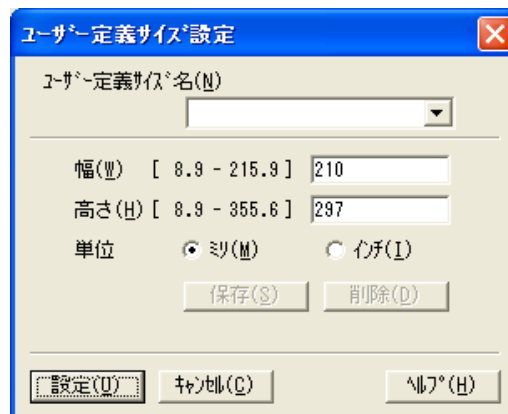 ﾕｰｻﾞｰ定義ｻｲｽﾞ設定
ﾕｰｻﾞｰ定義ｻｲｽﾞ名(N)
幅(W) [ 8.9 - 215.9 ] 210
高さ(H) [ 8.9 - 355.6 ] 297
単位 ﾐﾘ(M) ｲﾝﾁ(I)
保存(S) 削除(D)
設定(U) ｷｬﾝｾﾙ(C) ﾍﾙﾌﾟ(H)